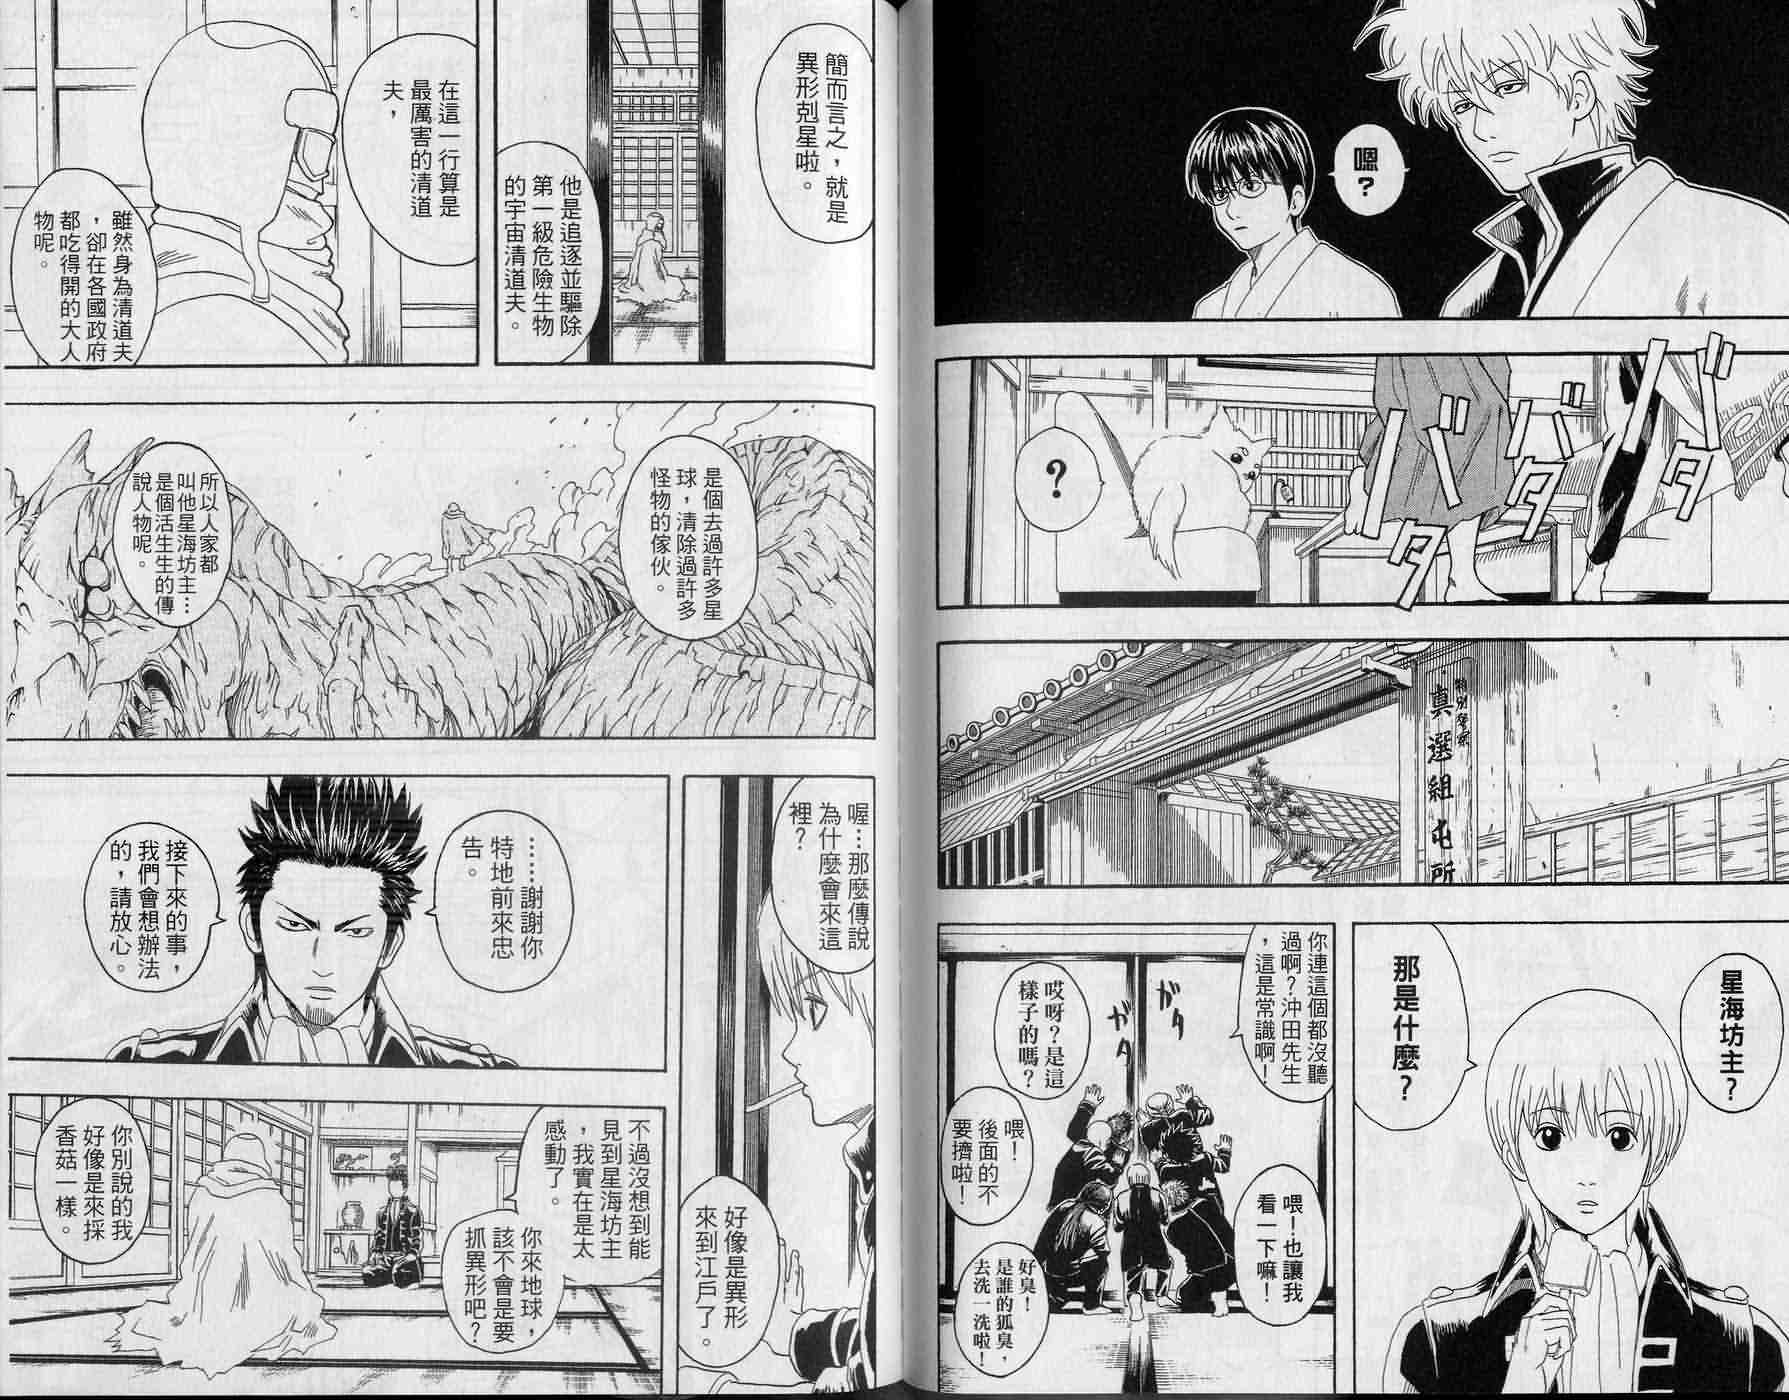 嗯？
？
バタ
バタ
バタ
真選組屯所
星海坊主？
那是什麼？
你連這個都沒聽
過啊？沖田先生
，這是常識啊！
ガタ
ガタ
哎呀？是這
樣子的嗎？
喂！
後面的不
要擠啦！
喂！也讓我
看一下嘛！
好臭！
是誰的狐臭，
去洗一洗啦！
簡而言之，就是
異形剋星啦。
他是追逐並驅除
第一級危險生物
的宇宙清道夫。
在這一行算是
最厲害的清道
夫，
雖然身為清道夫
，卻在各國政府
都吃得開的大人
物呢。
是個去過許多星
球，清除過許多
怪物的傢伙。
所以人家都
叫他星海坊主…
是個活生生的傳
說人物呢。
喔…那麼傳說
為什麼會來這
裡？
好像是異形
來到江戶了。
……謝謝你
特地前來忠
告。
接下來的事，
我們會想辦法
的，請放心。
不過沒想到能
見到星海坊主
，我實在是太
感動了。
你來地球，
該不會是要
抓異形吧？
你別說的我
好像是來採
香菇一樣。